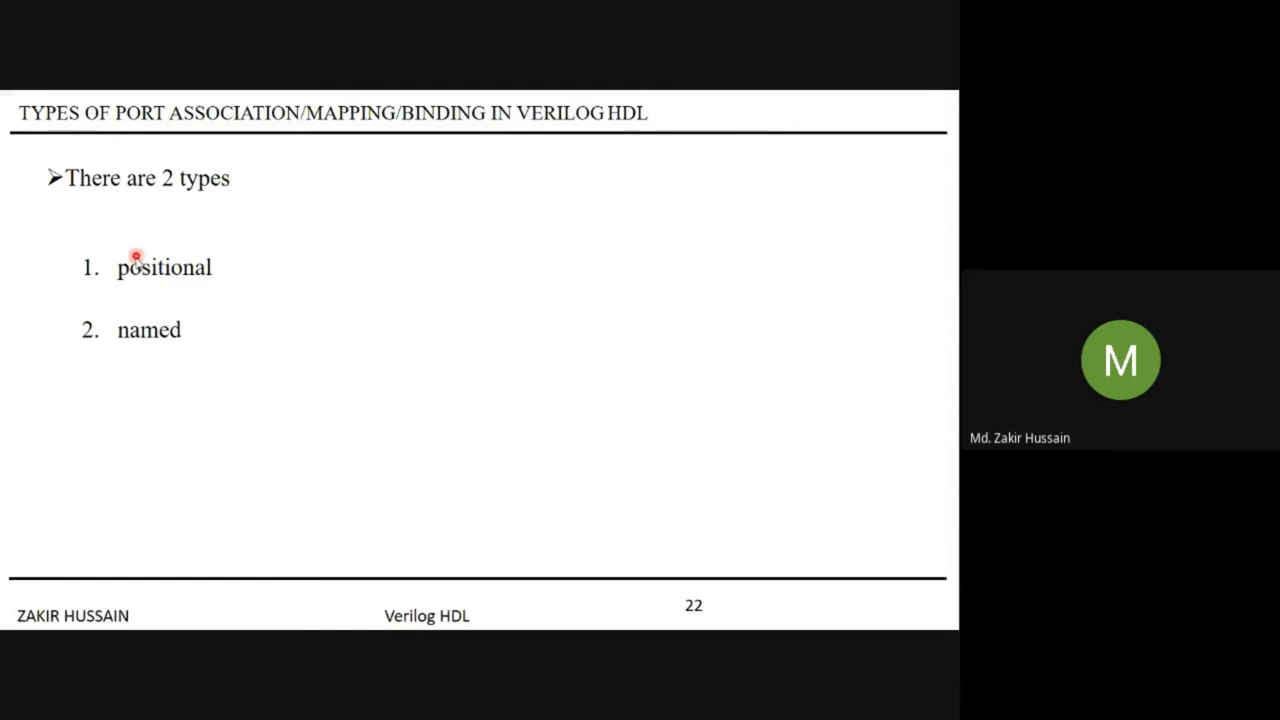 TYPES OF PORT ASSOCIATION/MAPPING/BINDING IN VERILOG HDL
➢There are 2 types
1. positional
2. named
ZAKIR HUSSAIN
Verilog HDL
22
M
Md. Zakir Hussain